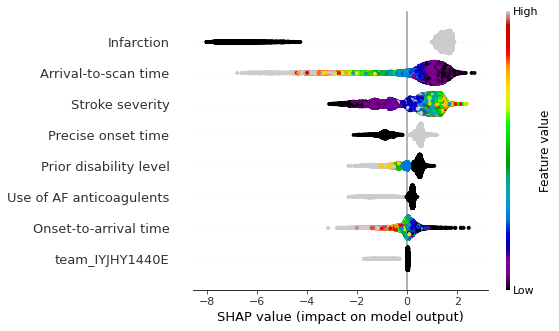 High
Infarction
Arrival-to-scan time
Stroke severity
Precise onset time
Prior disability level
Use of AF anticoagulents
Onset-to-arrival time
team_IYJHY1440E
Feature value
Low
−8 −6 −4 −2 0 2
SHAP value (impact on model output)